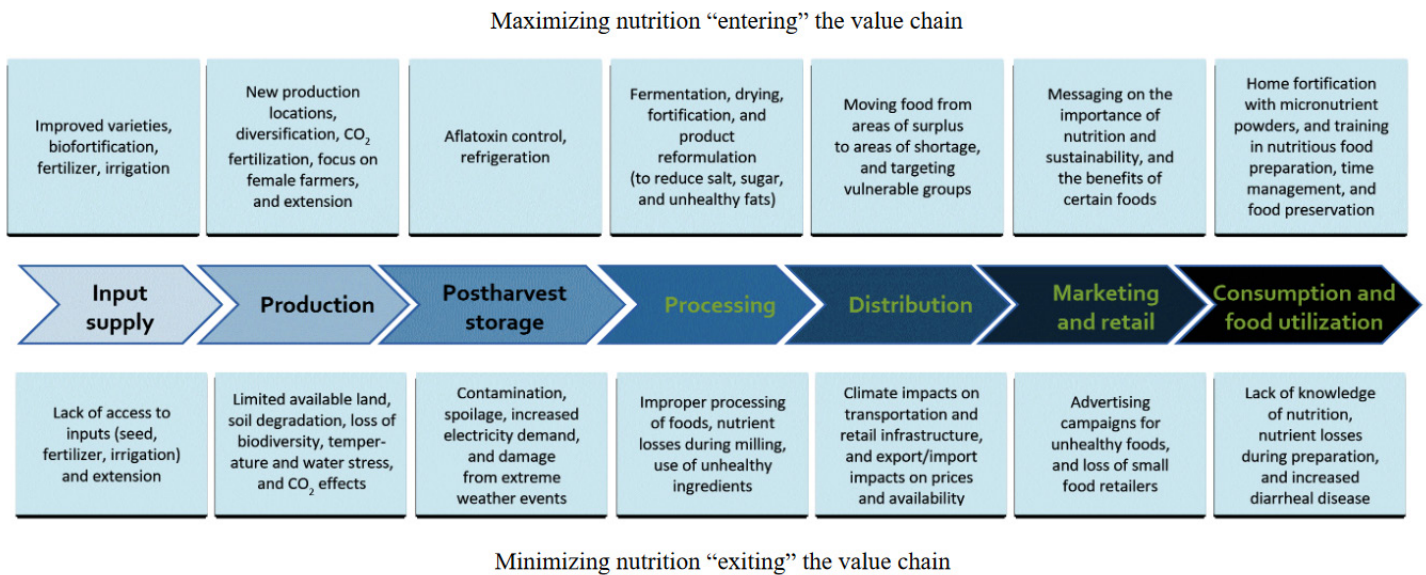 Maximizing nutrition “entering” the value chain
Improved varieties,
biofortification,
fertilizer, irrigation
New production
locations,
diversification, CO₂
fertilization, focus on
female farmers,
and extension
Aflatoxin control,
refrigeration
Fermentation, drying,
fortification, and
product
reformulation
(to reduce salt, sugar,
and unhealthy fats)
Moving food from
areas of surplus
to areas of shortage,
and targeting
vulnerable groups
Messaging on the
importance of
nutrition and
sustainability, and
the benefits of
certain foods
Home fortification
with micronutrient
powders, and training
in nutritious food
preparation, time
management, and
food preservation
Input
supply
Production
Postharvest
storage
Processing
Distribution
Marketing
and retail
Consumption and
food utilization
Lack of access to
inputs (seed,
fertilizer, irrigation)
and extension
Limited available land,
soil degradation, loss of
biodiversity, temper-
ature and water stress,
and CO₂ effects
Contamination,
spoilage, increased
electricity demand,
and damage
from extreme
weather events
Improper processing
of foods, nutrient
losses during milling,
use of unhealthy
ingredients
Climate impacts on
transportation and
retail infrastructure,
and export/import
impacts on prices
and availability
Advertising
campaigns for
unhealthy foods,
and loss of small
food retailers
Lack of knowledge
of nutrition,
nutrient losses
during preparation,
and increased
diarrheal disease
Minimizing nutrition “exiting” the value chain